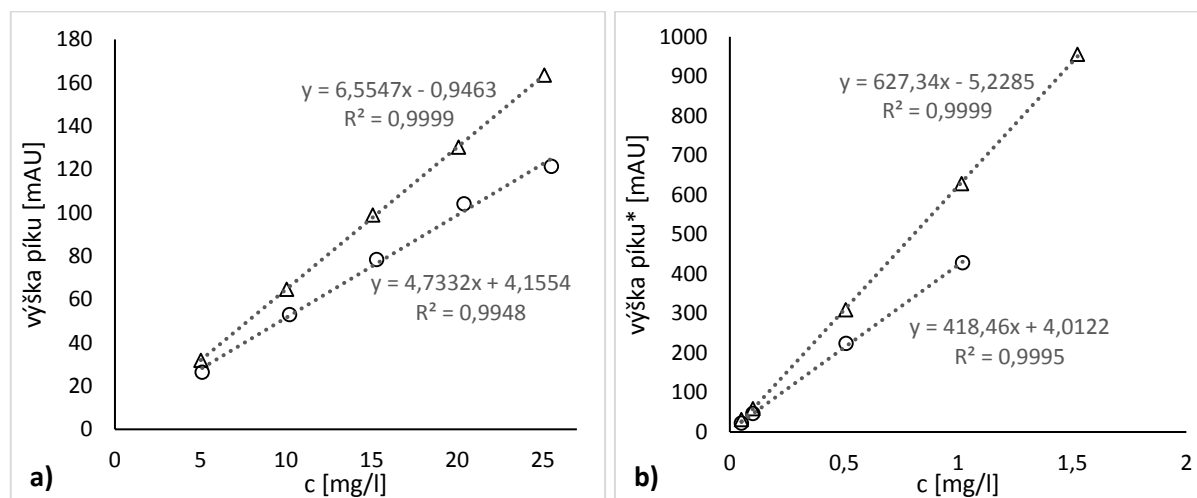 výška píku [mAU]
180
160
140
120
100
80
60
40
20
0
y = 6,5547x - 0,9463
R² = 0,9999
y = 4,7332x + 4,1554
R² = 0,9948
0 5 10 15 20 25
c [mg/l]
a)
výška píku* [mAU]
1000
900
800
700
600
500
400
300
200
100
0
y = 627,34x - 5,2285
R² = 0,9999
y = 418,46x + 4,0122
R² = 0,9995
0 0,5 1 1,5 2
c [mg/l]
b)